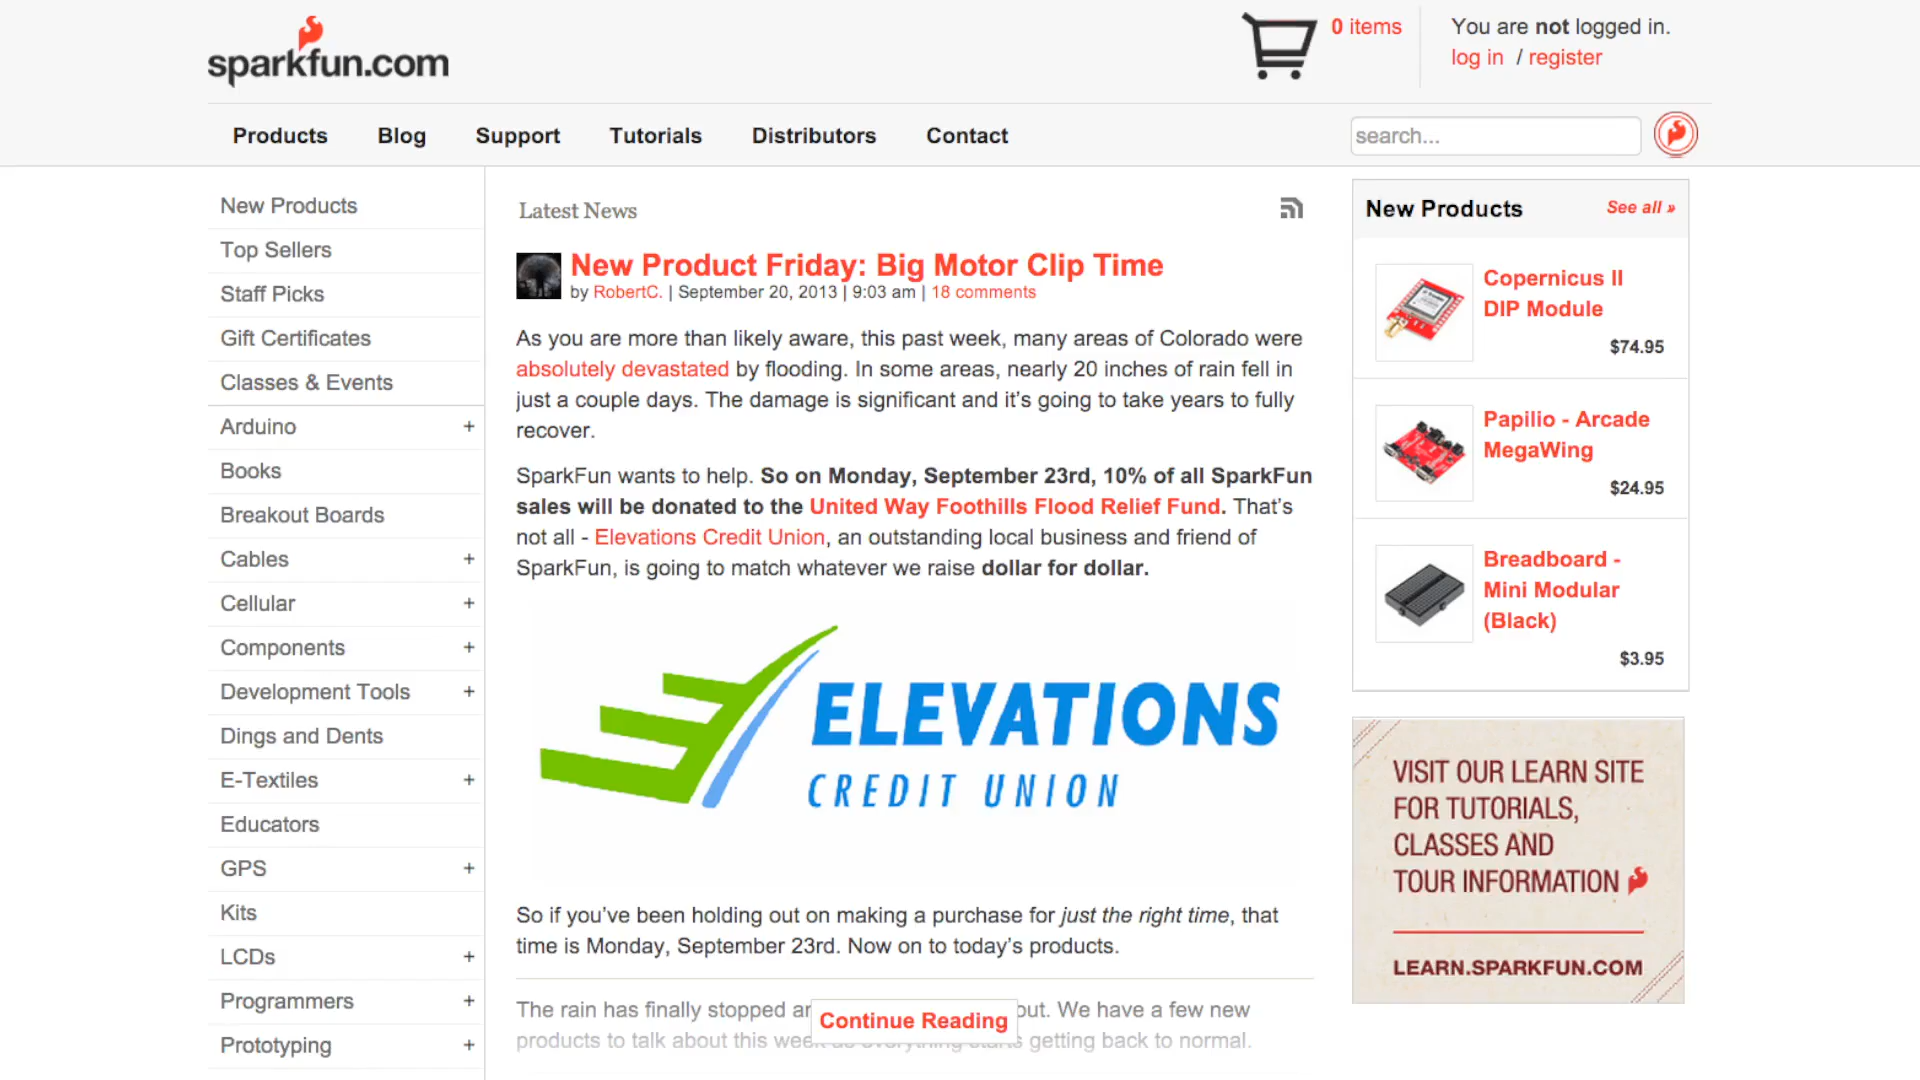 sparkfun.com
0 items
You are not logged in.
log in / register
Products Blog Support Tutorials Distributors Contact
search...
New Products
Top Sellers
Staff Picks
Gift Certificates
Classes & Events
Arduino +
Books
Breakout Boards
Cables +
Cellular +
Components +
Development Tools +
Dings and Dents
E-Textiles +
Educators
GPS +
Kits
LCDs +
Programmers +
Prototyping +
Latest News
New Product Friday: Big Motor Clip Time
by RobertC. | September 20, 2013 | 9:03 am | 18 comments
As you are more than likely aware, this past week, many areas of Colorado were
absolutely devastated by flooding. In some areas, nearly 20 inches of rain fell in
just a couple days. The damage is significant and it's going to take years to fully
recover.
SparkFun wants to help. So on Monday, September 23rd, 10% of all SparkFun
sales will be donated to the United Way Foothills Flood Relief Fund. That's
not all - Elevations Credit Union, an outstanding local business and friend of
SparkFun, is going to match whatever we raise dollar for dollar.
ELEVATIONS
CREDIT UNION
So if you've been holding out on making a purchase for just the right time, that
time is Monday, September 23rd. Now on to today's products.
The rain has finally stopped out. We have a few new
Continue Reading
products to talk about this week as everything starts getting back to normal.
New Products See all »
Copernicus II
DIP Module
$74.95
Papilio - Arcade
MegaWing
$24.95
Breadboard -
Mini Modular
(Black)
$3.95
VISIT OUR LEARN SITE
FOR TUTORIALS,
CLASSES AND
TOUR INFORMATION
LEARN.SPARKFUN.COM